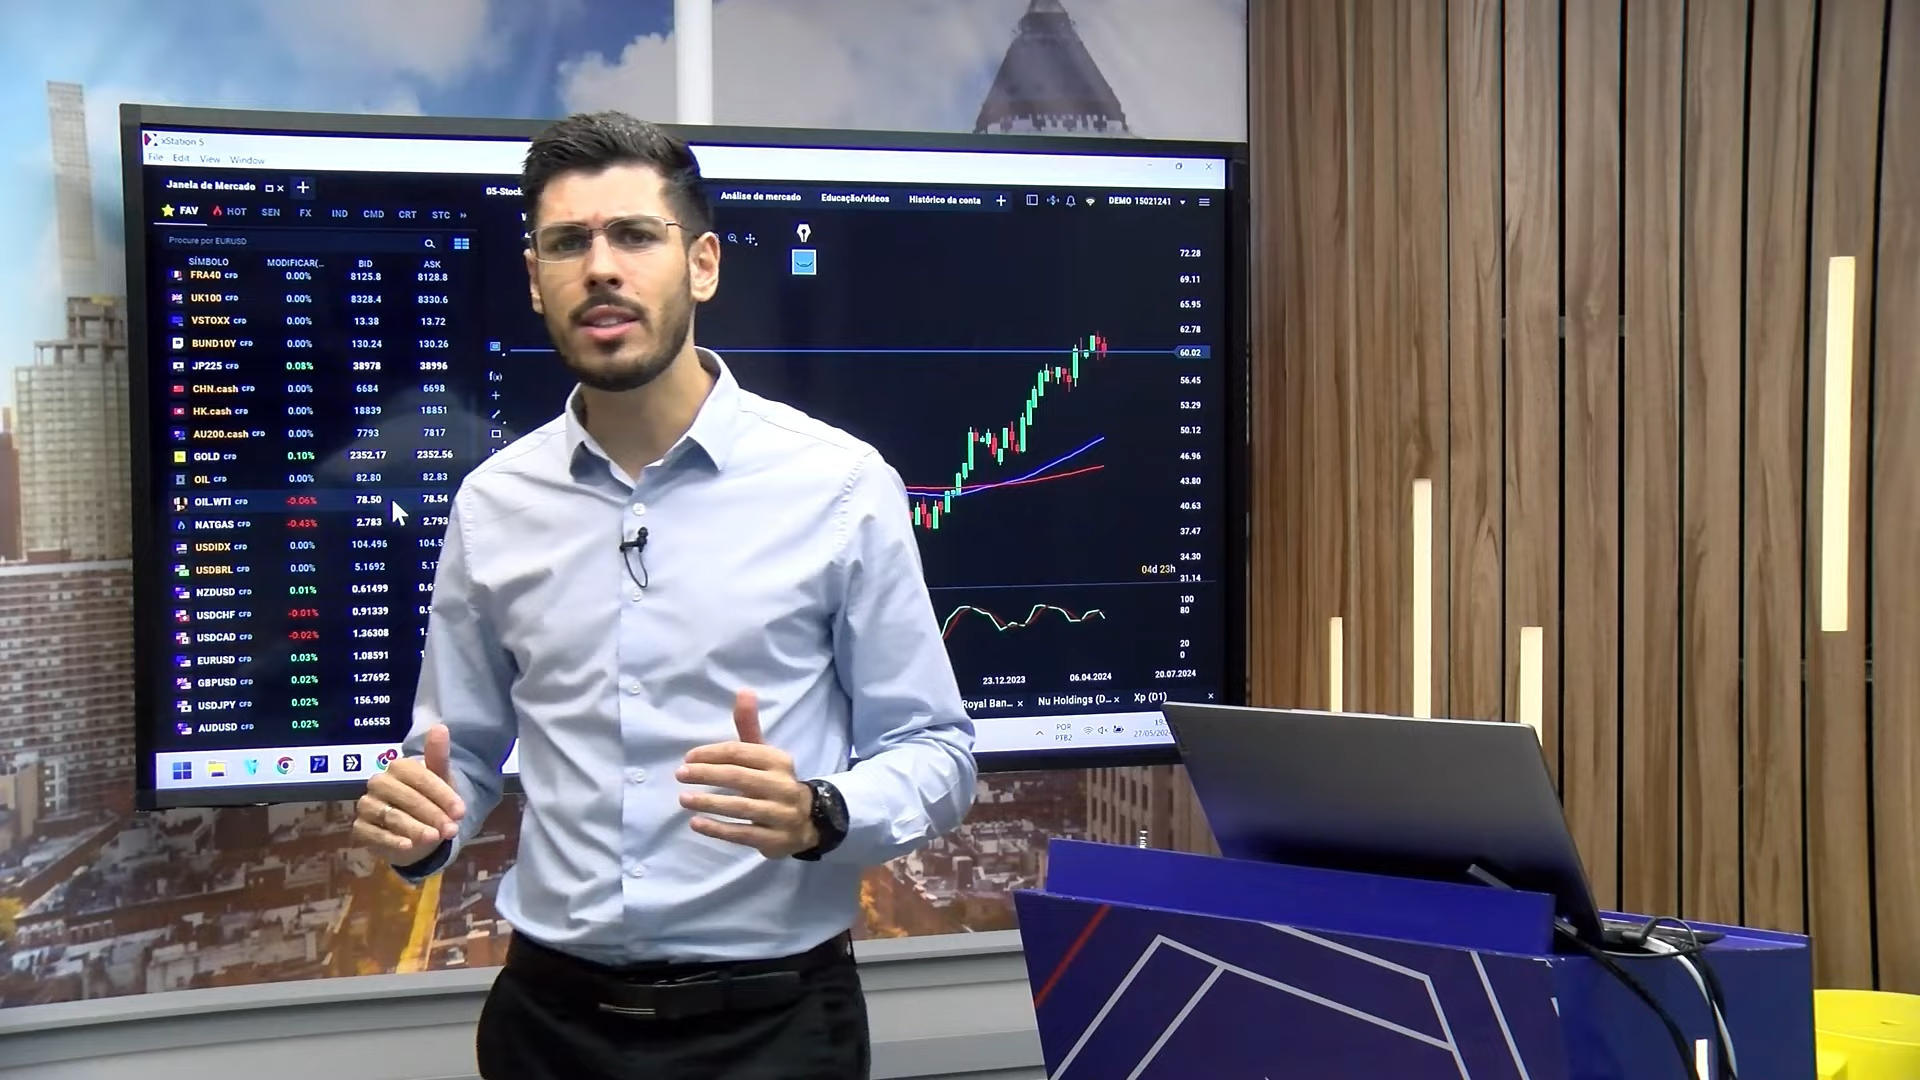 xStation 5
File Edit View Window
Janela de Mercado
05-Stock
Análise de mercado Educação/vídeos Histórico da conta DEMO 15021241
FAV HOT SEN FX IND CMD CRT STC »
Procure por EURUSD
SÍMBOLO MODIFICAR(... BID ASK
FRA40 CFD 0.00% 8125.8 8128.8
UK100 CFD 0.00% 8328.4 8330.6
VSTOXX CFD 0.00% 13.38 13.72
BUND10Y CFD 0.00% 130.24 130.26
JP225 CFD 0.08% 38978 38996
CHN.cash CFD 0.00% 6684 6698
HK.cash CFD 0.00% 18839 18851
AU200.cash CFD 0.00% 7793 7817
GOLD CFD 0.10% 2352.17 2352.56
OIL CFD 0.00% 82.80 82.83
OIL.WTI CFD -0.06% 78.50 78.54
NATGAS CFD -0.43% 2.783 2.793
USDIDX CFD 0.00% 104.496 104.5
USDBRL CFD 0.00% 5.1692 5.17
NZDUSD CFD 0.01% 0.61499 0.6
USDCHF CFD -0.01% 0.91339 0.9
USDCAD CFD -0.02% 1.36308 1.
EURUSD CFD 0.03% 1.08591
GBPUSD CFD 0.02% 1.27692
USDJPY CFD 0.02% 156.900
AUDUSD CFD 0.02% 0.66553
f(x)
72.28
69.11
65.95
62.78
60.02
56.45
53.29
50.12
46.96
43.80
40.63
37.47
34.30
04d 23h
31.14
100
80
20
0
23.12.2023 06.04.2024 20.07.2024
Royal Ban... × Nu Holdings (D... × Xp (D1) ×
POR
PTB2
19:
27/05/2024